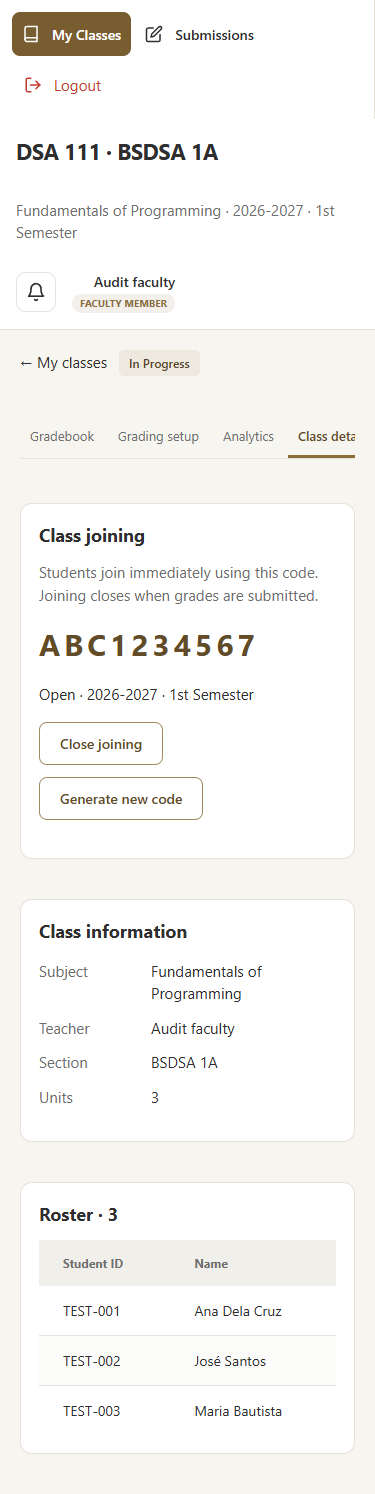 My Classes
Submissions
Logout
DSA 111 · BSDSA 1A
Fundamentals of Programming · 2026-2027 · 1st
Semester
Audit faculty
FACULTY MEMBER
← My classes
In Progress
Gradebook
Grading setup
Analytics
Class deta
Class joining
Students join immediately using this code.
Joining closes when grades are submitted.
ABC1234567
Open · 2026-2027 · 1st Semester
Close joining
Generate new code
Class information
Subject
Fundamentals of
Programming
Teacher
Audit faculty
Section
BSDSA 1A
Units
3
Roster · 3
Student ID
Name
TEST-001
Ana Dela Cruz
TEST-002
José Santos
TEST-003
Maria Bautista